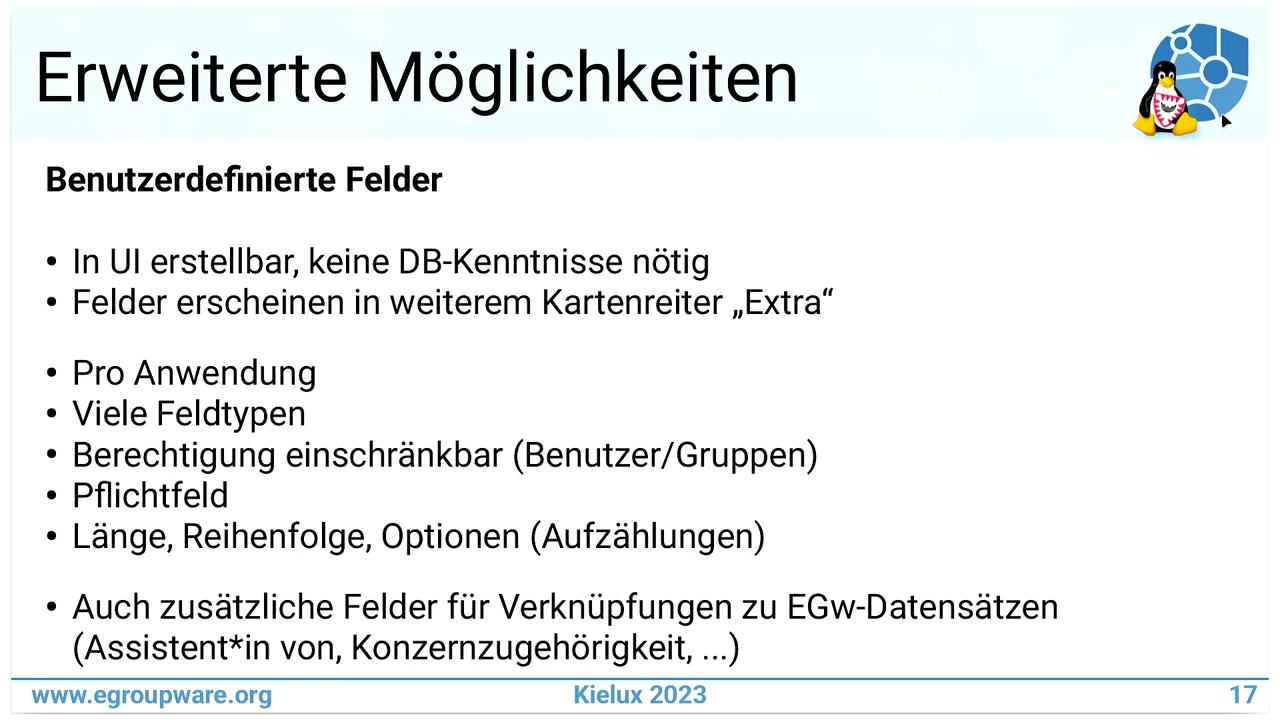 Erweiterte Möglichkeiten
Benutzerdefinierte Felder
• In UI erstellbar, keine DB-Kenntnisse nötig
• Felder erscheinen in weiterem Kartenreiter „Extra“
• Pro Anwendung
• Viele Feldtypen
• Berechtigung einschränkbar (Benutzer/Gruppen)
• Pflichtfeld
• Länge, Reihenfolge, Optionen (Aufzählungen)
• Auch zusätzliche Felder für Verknüpfungen zu EGw-Datensätzen
(Assistent*in von, Konzernzugehörigkeit, ...)
www.egroupware.org Kielux 2023 17